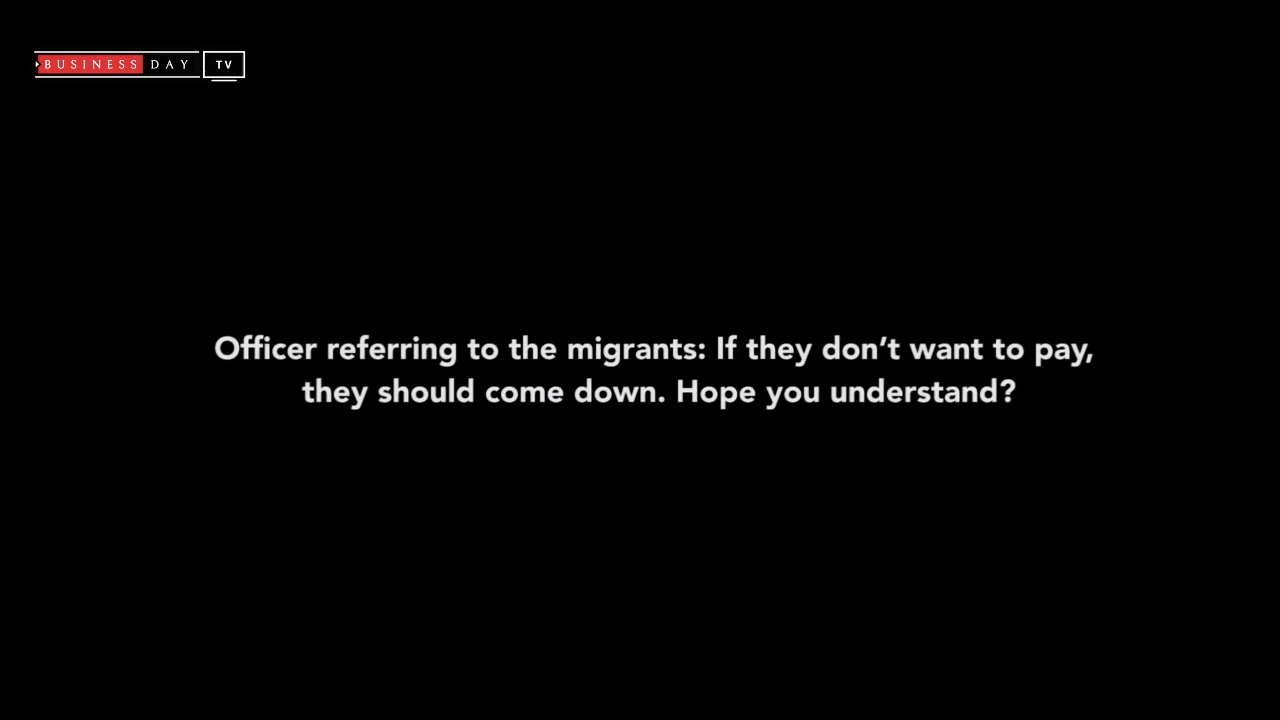 BUSINESS DAY TV
Officer referring to the migrants: If they don’t want to pay,
they should come down. Hope you understand?